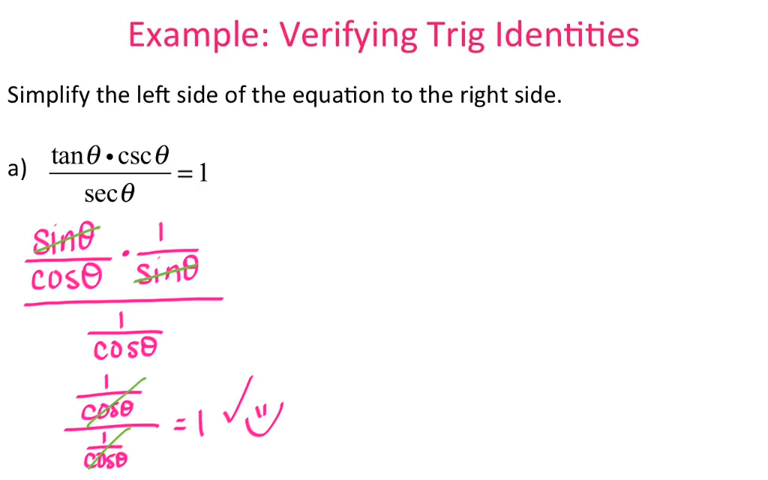 Example: Verifying Trig Identities
Simplify the left side of the equation to the right side.
a) tanθ • cscθ / secθ = 1
sinθ/cosθ · 1/sinθ
1/cosθ
1/cosθ / 1/cosθ = 1 ✓